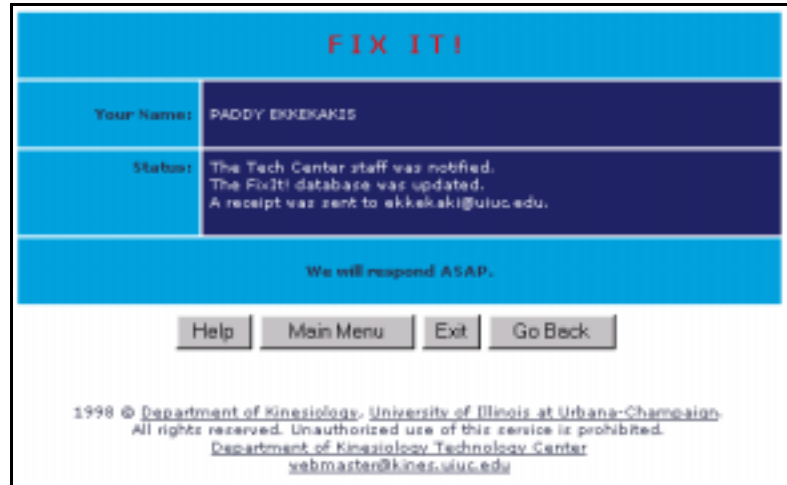 FIX IT!
Your Name: PADDY EKKEKAKIS
Status: The Tech Center staff was notified.
The FixIt! database was updated.
A receipt was sent to ekkekaki@uiuc.edu.
We will respond ASAP.
Help Main Menu Exit Go Back
1998 © Department of Kinesiology. University of Illinois at Urbana-Champaign.
All rights reserved. Unauthorized use of this service is prohibited.
Department of Kinesiology Technology Center
webmaster@kines.uiuc.edu